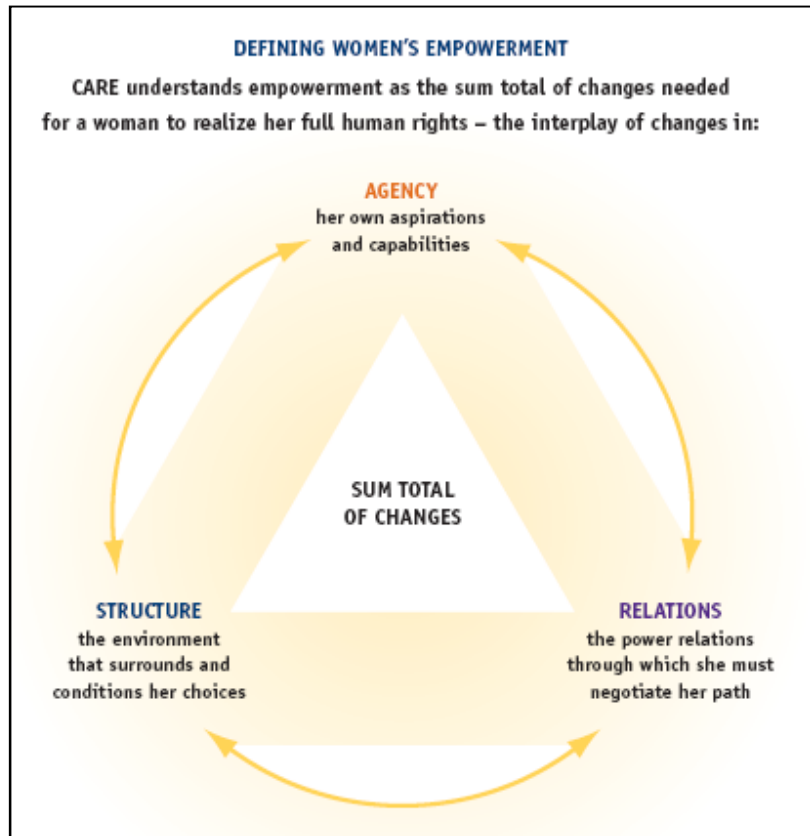 DEFINING WOMEN'S EMPOWERMENT
CARE understands empowerment as the sum total of changes needed
for a woman to realize her full human rights – the interplay of changes in:
AGENCY
her own aspirations
and capabilities
SUM TOTAL
OF CHANGES
STRUCTURE
the environment
that surrounds and
conditions her choices
RELATIONS
the power relations
through which she must
negotiate her path